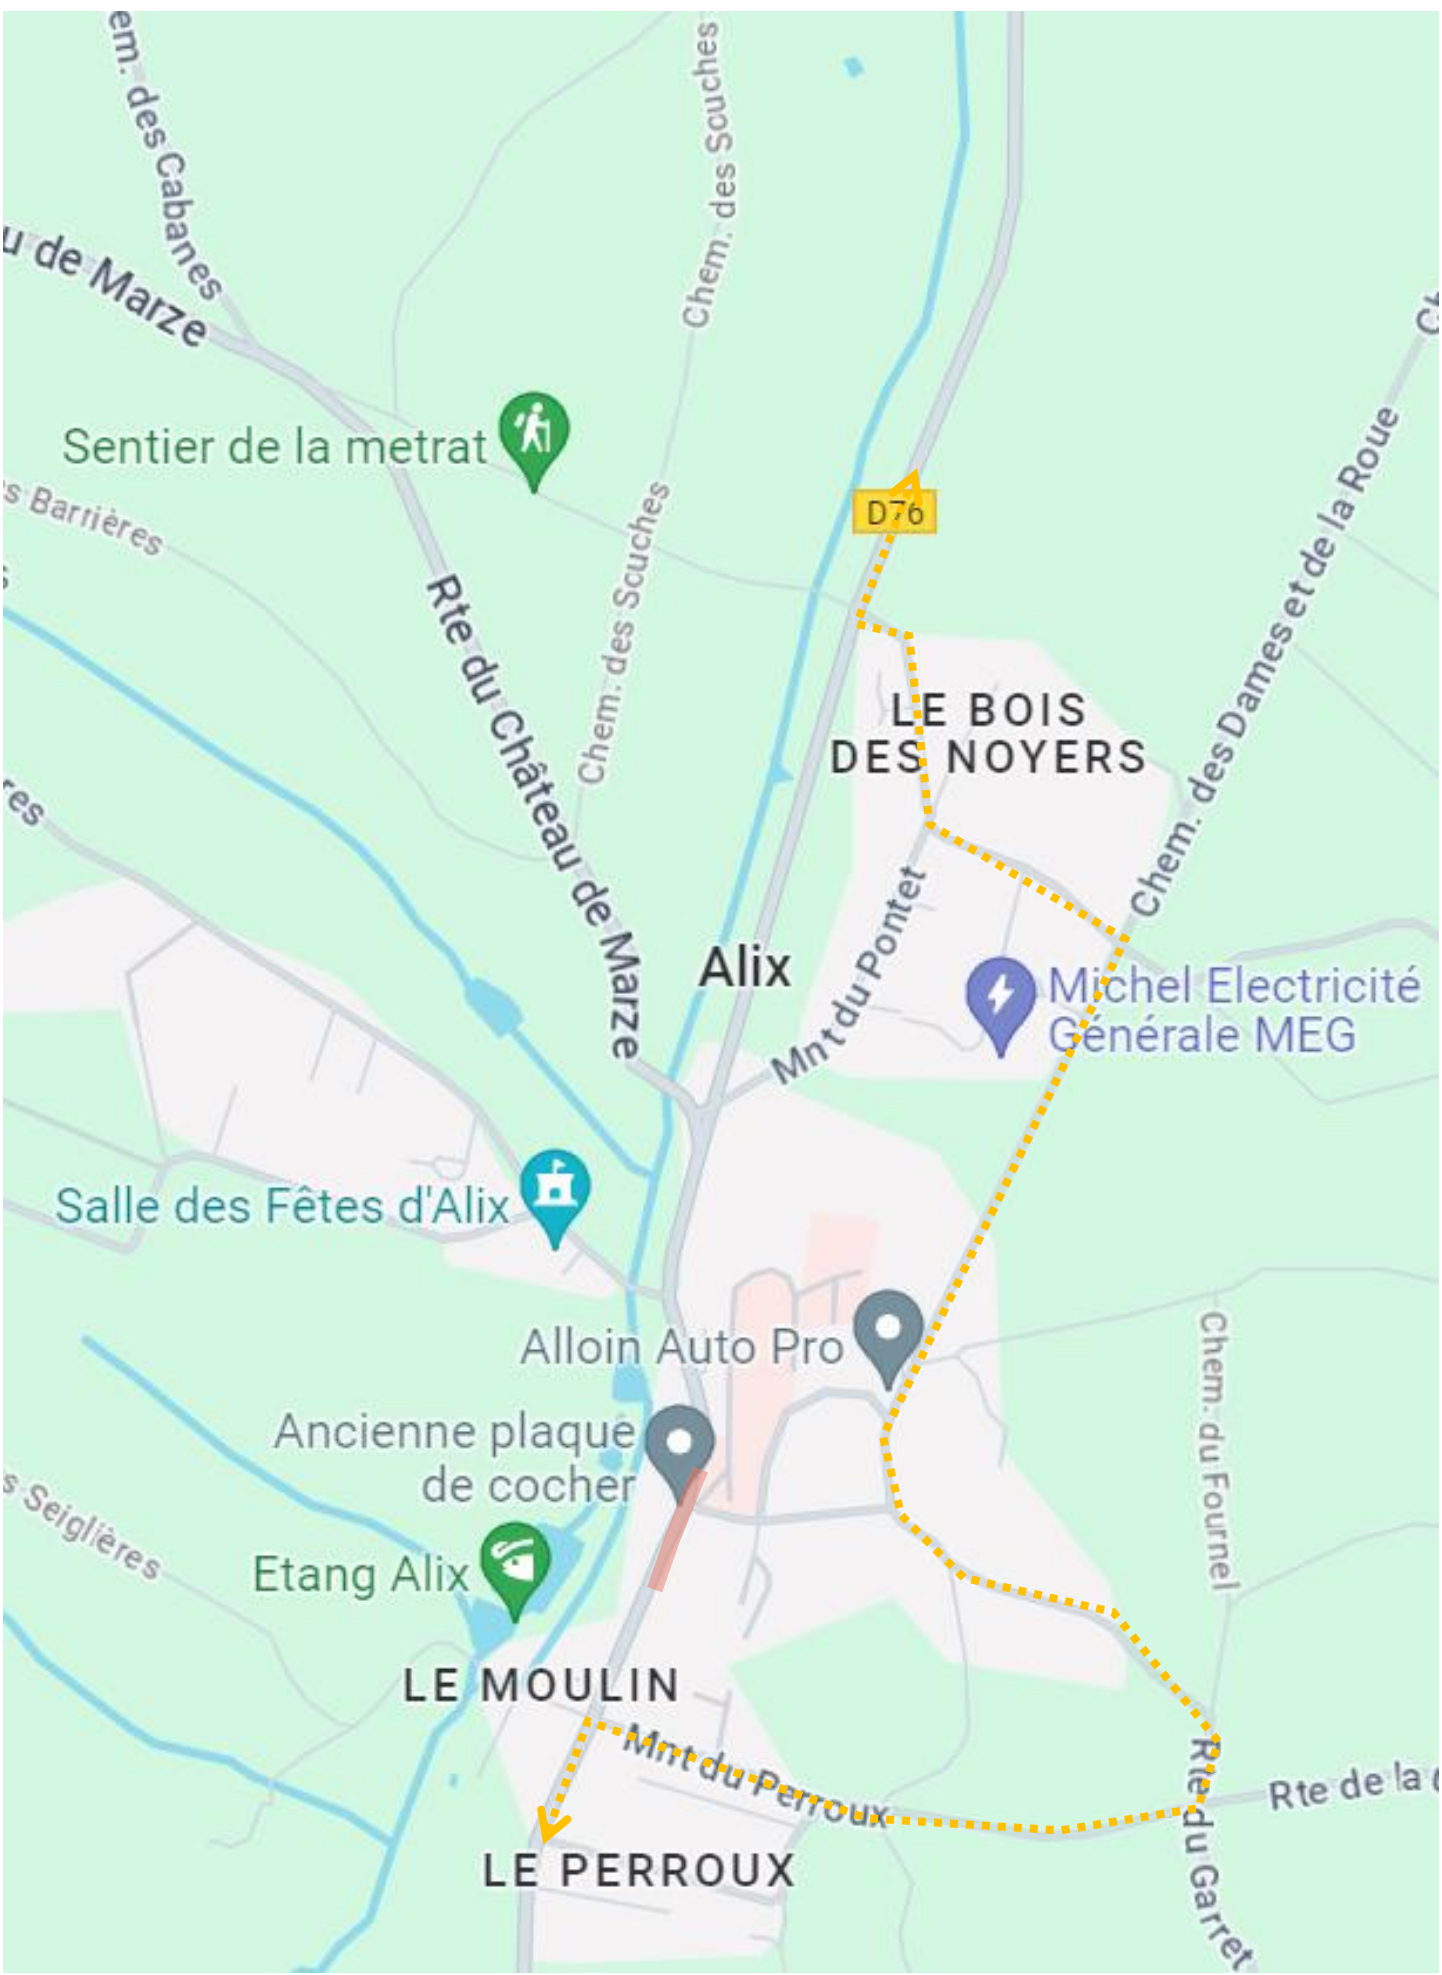 em. des Cabanes
Chem. des Souches
u de Marze
Sentier de la metrat
s Barrières
Chem. des Souches
D76
Chem. des Dames et de la Roue
Rte du Château de Marze
LE BOIS
DES NOYERS
res
Alix
Mnt du Pontet
Michel Electricité
Générale MEG
Salle des Fêtes d'Alix
Alloin Auto Pro
Chem. du Fournel
Ancienne plaque
de cocher
s Seiglières
Etang Alix
LE MOULIN
Mnt du Perroux
Rte du Garret
Rte de la
LE PERROUX